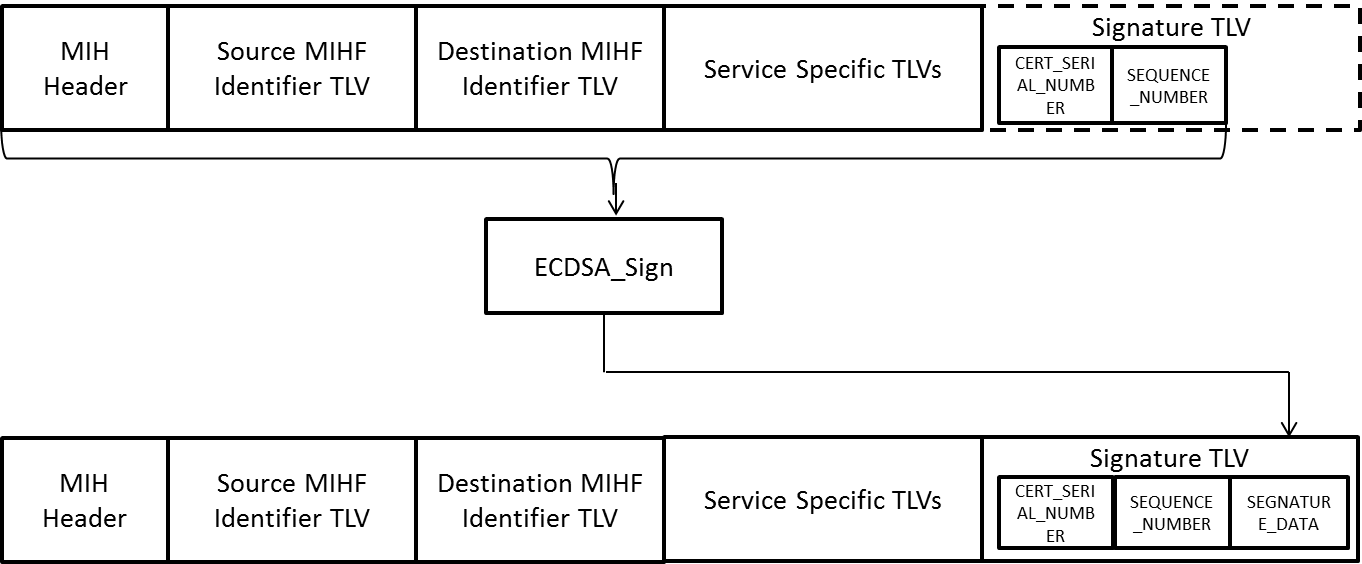 MIH
Header
Source MIHF
Identifier TLV
Destination MIHF
Identifier TLV
Service Specific TLVs
Signature TLV
CERT_SERI
AL_NUMB
ER
SEQUENCE
_NUMBER
ECDSA_Sign
MIH
Header
Source MIHF
Identifier TLV
Destination MIHF
Identifier TLV
Service Specific TLVs
Signature TLV
CERT_SERI
AL_NUMB
ER
SEQUENCE
_NUMBER
SEGNATUR
E_DATA